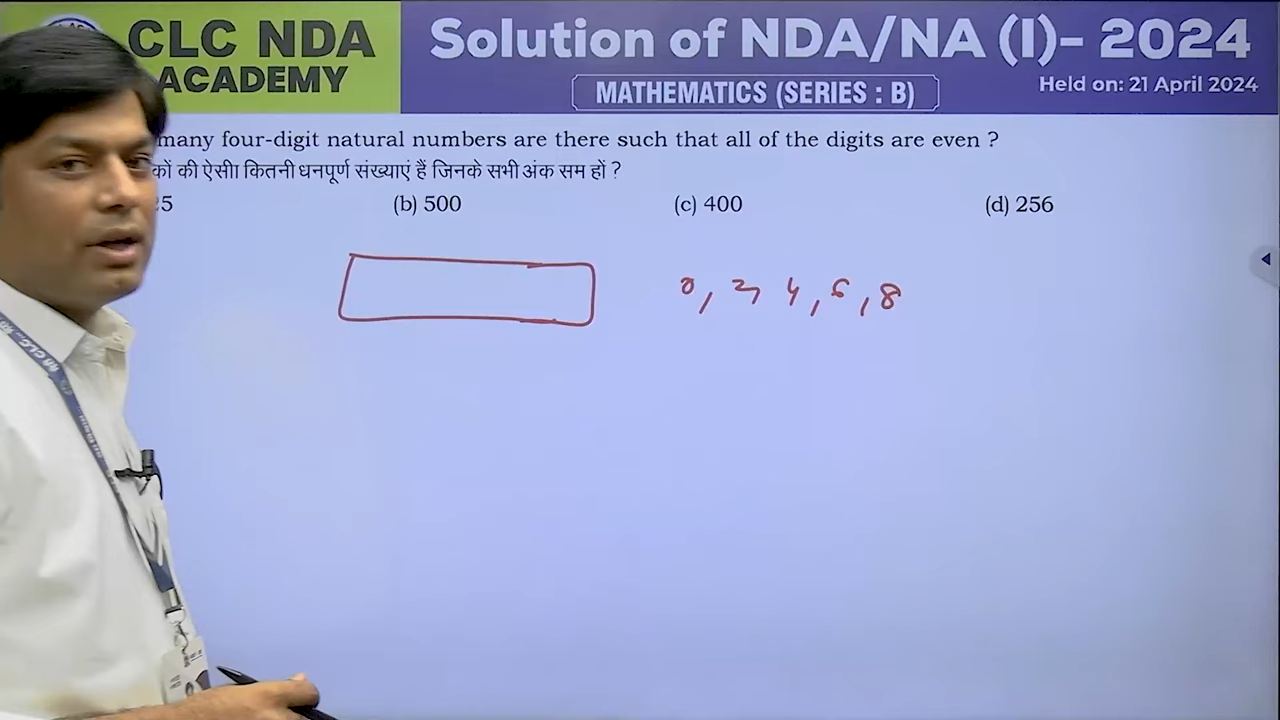 CLC NDA
ACADEMY
Solution of NDA/NA (I)- 2024
MATHEMATICS (SERIES : B)
Held on: 21 April 2024
many four-digit natural numbers are there such that all of the digits are even ?
की ऐसीा कितनी धनपूर्ण संख्याएं हैं जिनके सभी अंक सम हों ?
(b) 500
(c) 400
(d) 256
0, 2, 4, 6, 8